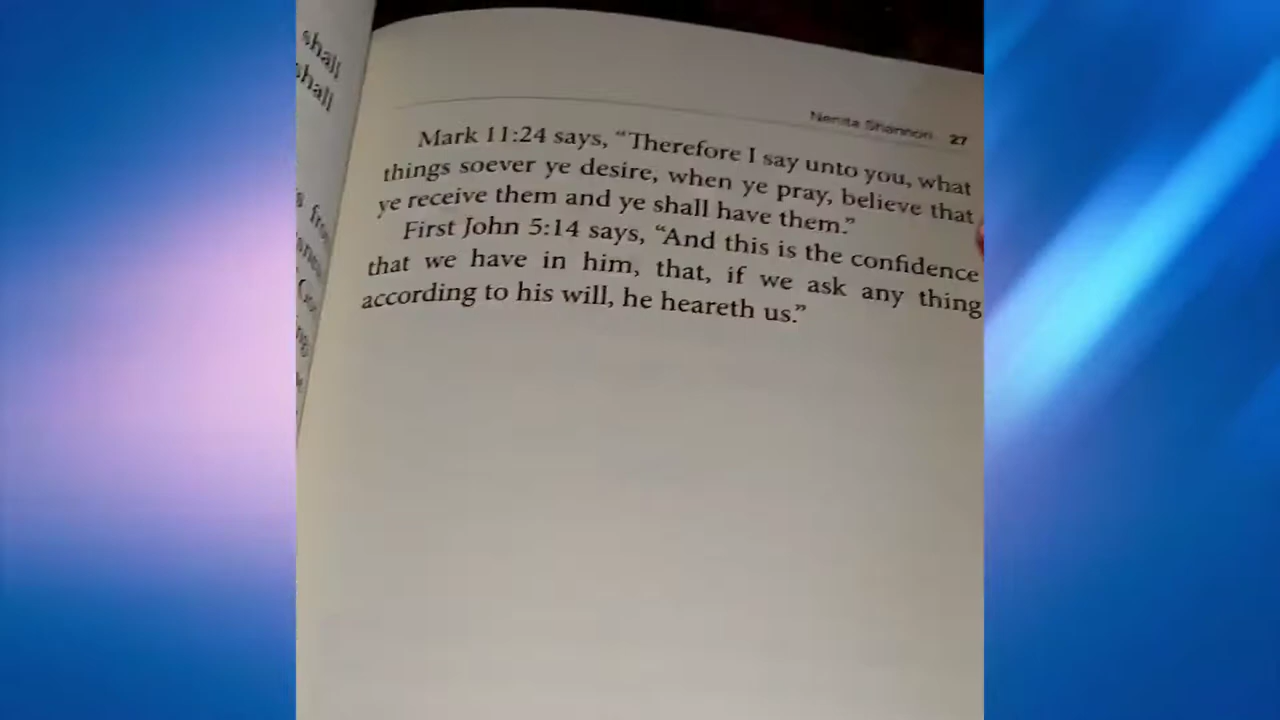 shall
shall
Nenita Shannon 27
Mark 11:24 says, “Therefore I say unto you, what
things soever ye desire, when ye pray, believe that
ye receive them and ye shall have them.”
First John 5:14 says, “And this is the confidence
that we have in him, that, if we ask any thing
according to his will, he heareth us.”